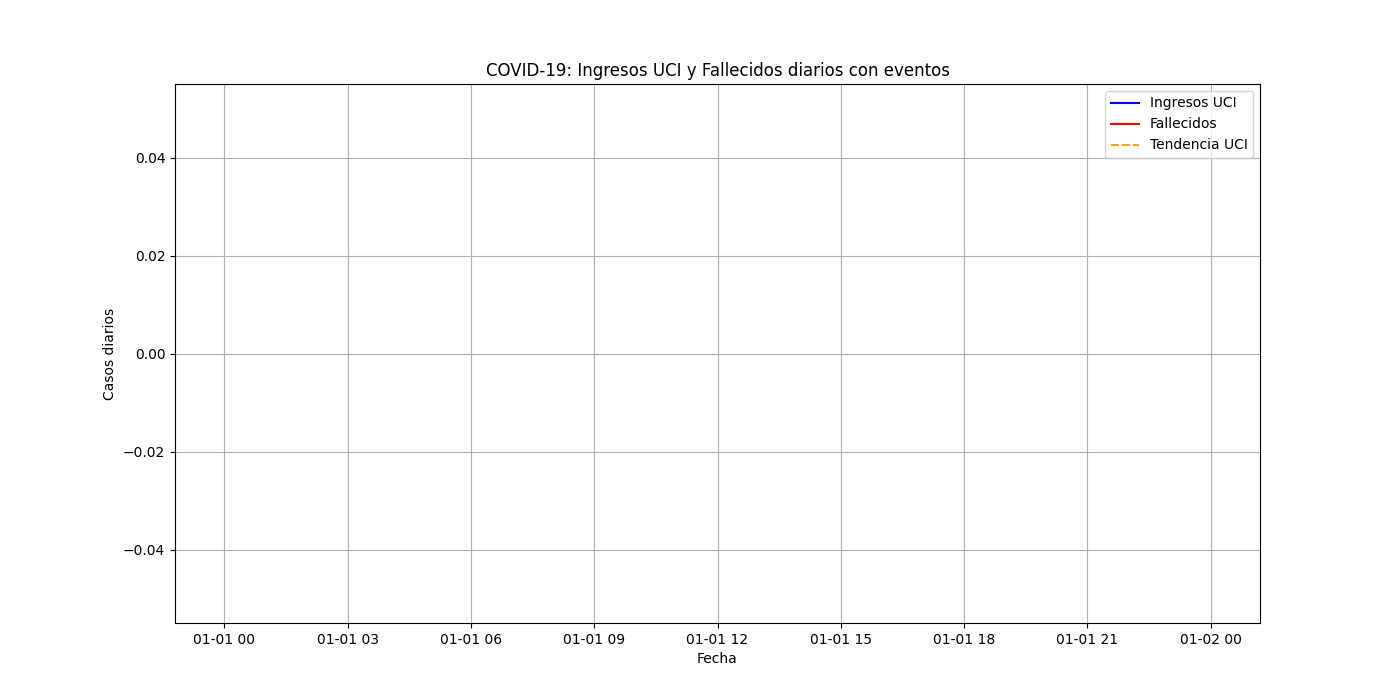 COVID-19: Ingresos UCI y Fallecidos diarios con eventos
Ingresos UCI
Fallecidos
Tendencia UCI
Casos diarios
0.04
0.02
0.00
−0.02
−0.04
01-01 00 01-01 03 01-01 06 01-01 09 01-01 12 01-01 15 01-01 18 01-01 21 01-02 00
Fecha